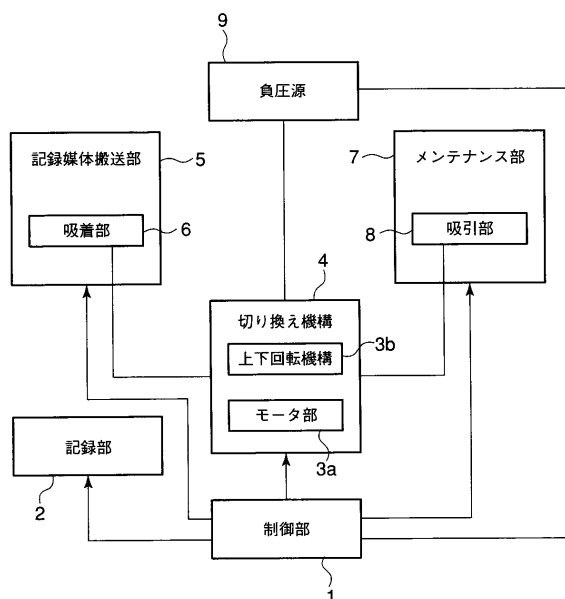 9
負圧源
記録媒体搬送部
5
吸着部
6
7
メンテナンス部
8
吸引部
4
切り換え機構
上下回転機構
3b
モータ部
3a
記録部
2
制御部
1